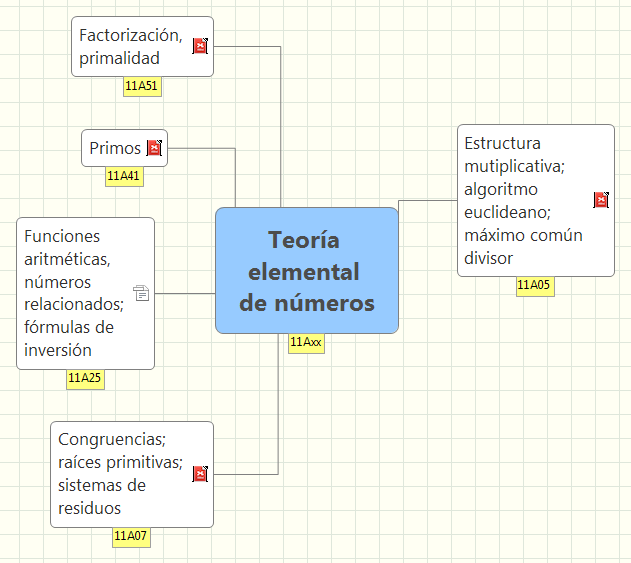 Factorización,
primalidad
11A51
Primos
11A41
Funciones
aritméticas,
números
relacionados;
fórmulas de
inversión
11A25
Congruencias;
raíces primitivas;
sistemas de
residuos
11A07
Teoría
elemental
de números
11Axx
Estructura
mutiplicativa;
algoritmo
euclideano;
máximo común
divisor
11A05